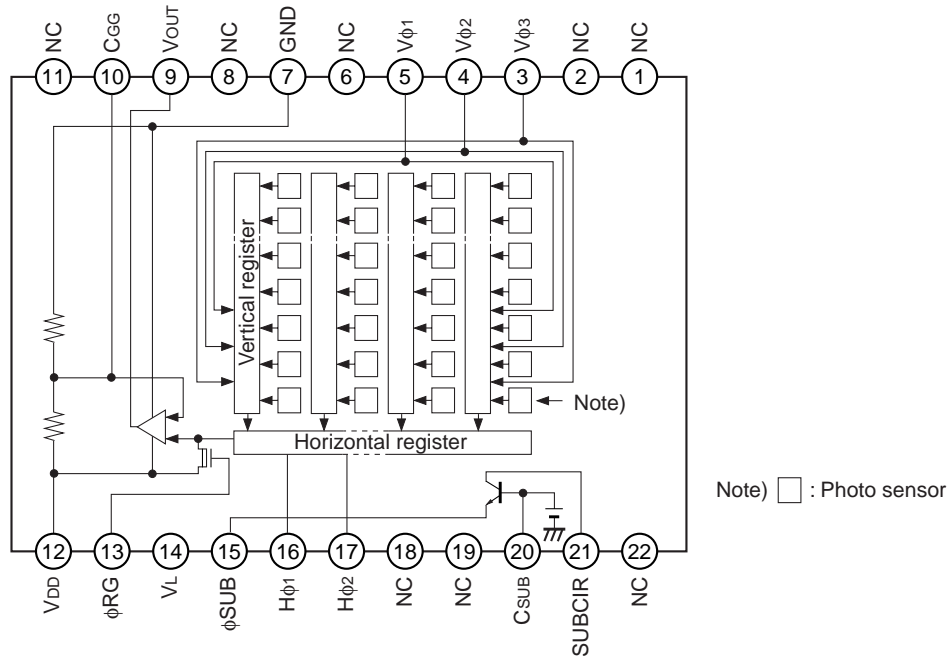 NC
CGG
VOUT
NC
GND
NC
Vϕ1
Vϕ2
Vϕ3
NC
NC
11
10
9
8
7
6
5
4
3
2
1
Vertical register
Note)
Horizontal register
Note) : Photo sensor
12
13
14
15
16
17
18
19
20
21
22
VDD
ϕRG
VL
ϕSUB
Hϕ1
Hϕ2
NC
NC
CSUB
SUBCIR
NC